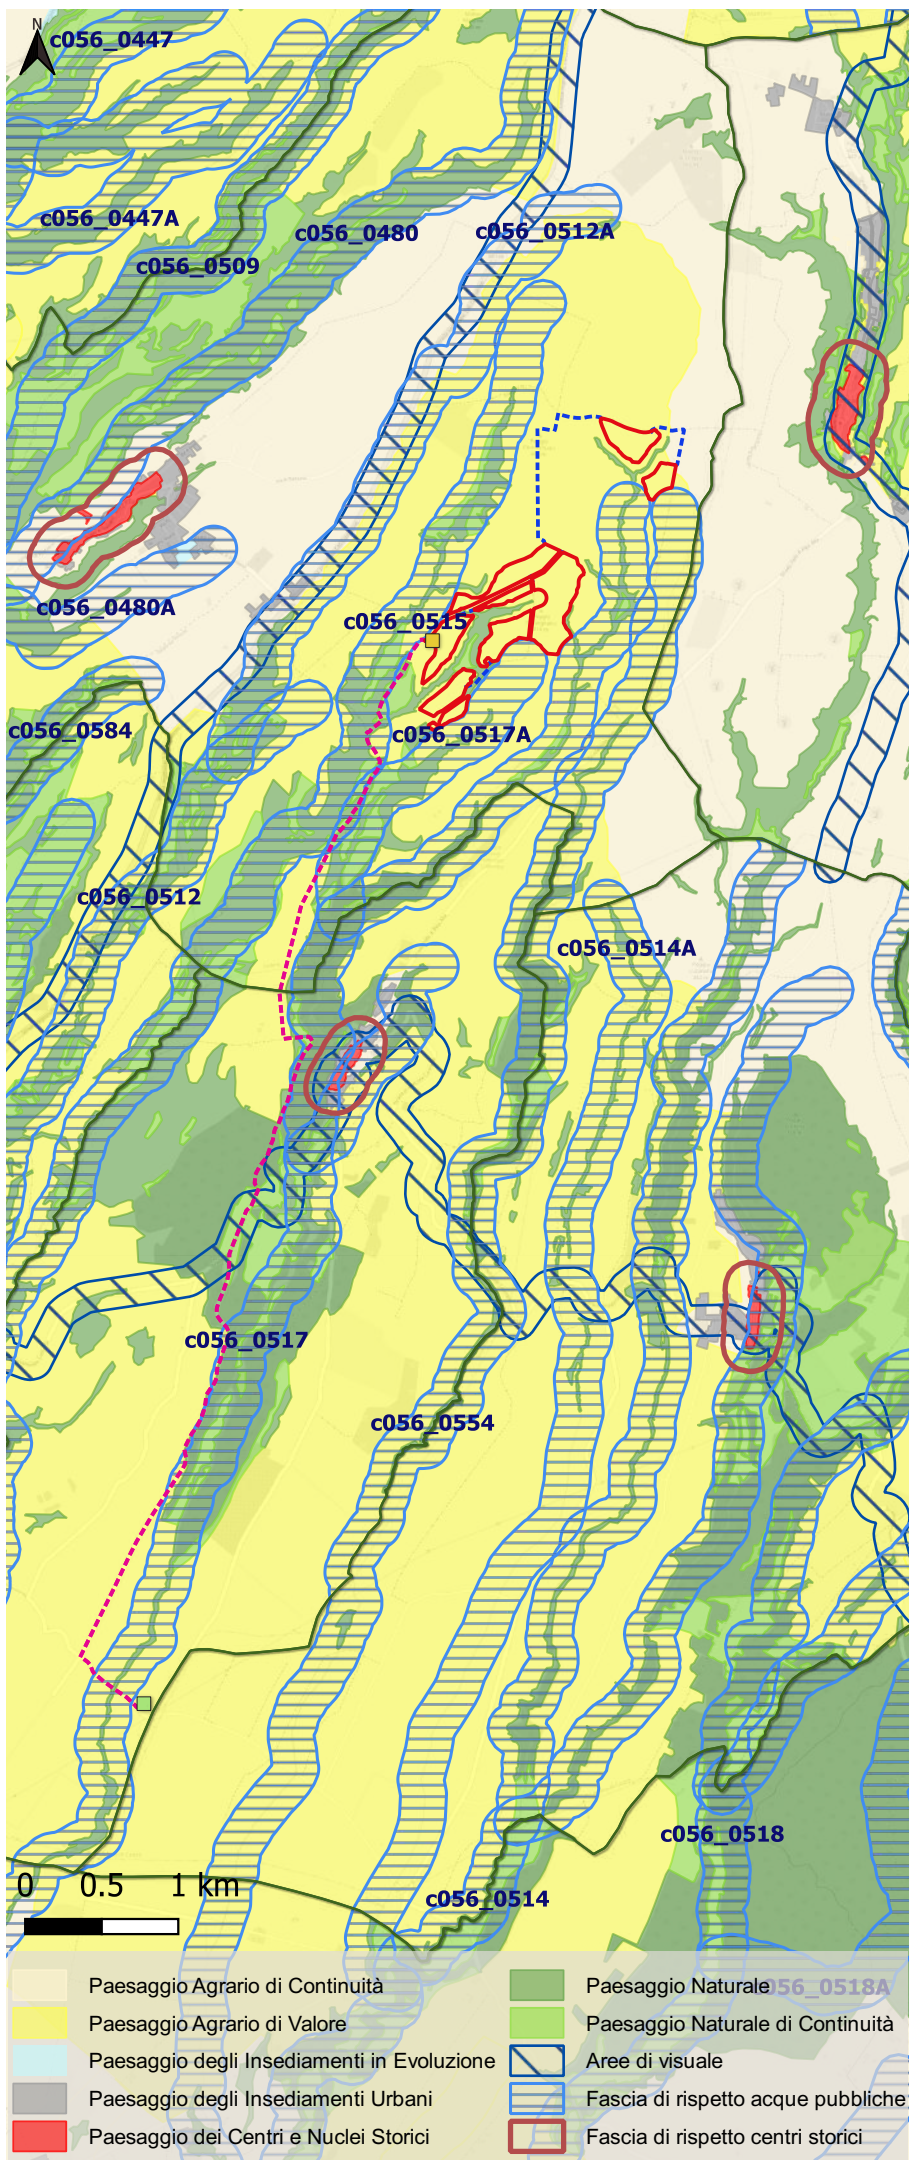 N
c056_0447
c056_0447A
c056_0480
c056_0512A
c056_0509
c056_0480A
c056_0515
c056_0584
c056_0517A
c056_0512
c056_0514A
c056_0517
c056_0554
c056_0518
0 0.5 1 km
c056_0514
Paesaggio Agrario di Continuità
Paesaggio Agrario di Valore
Paesaggio degli Insediamenti in Evoluzione
Paesaggio degli Insediamenti Urbani
Paesaggio dei Centri e Nuclei Storici
Paesaggio Naturale
c056_0518A
Paesaggio Naturale di Continuità
Aree di visuale
Fascia di rispetto acque pubbliche
Fascia di rispetto centri storici